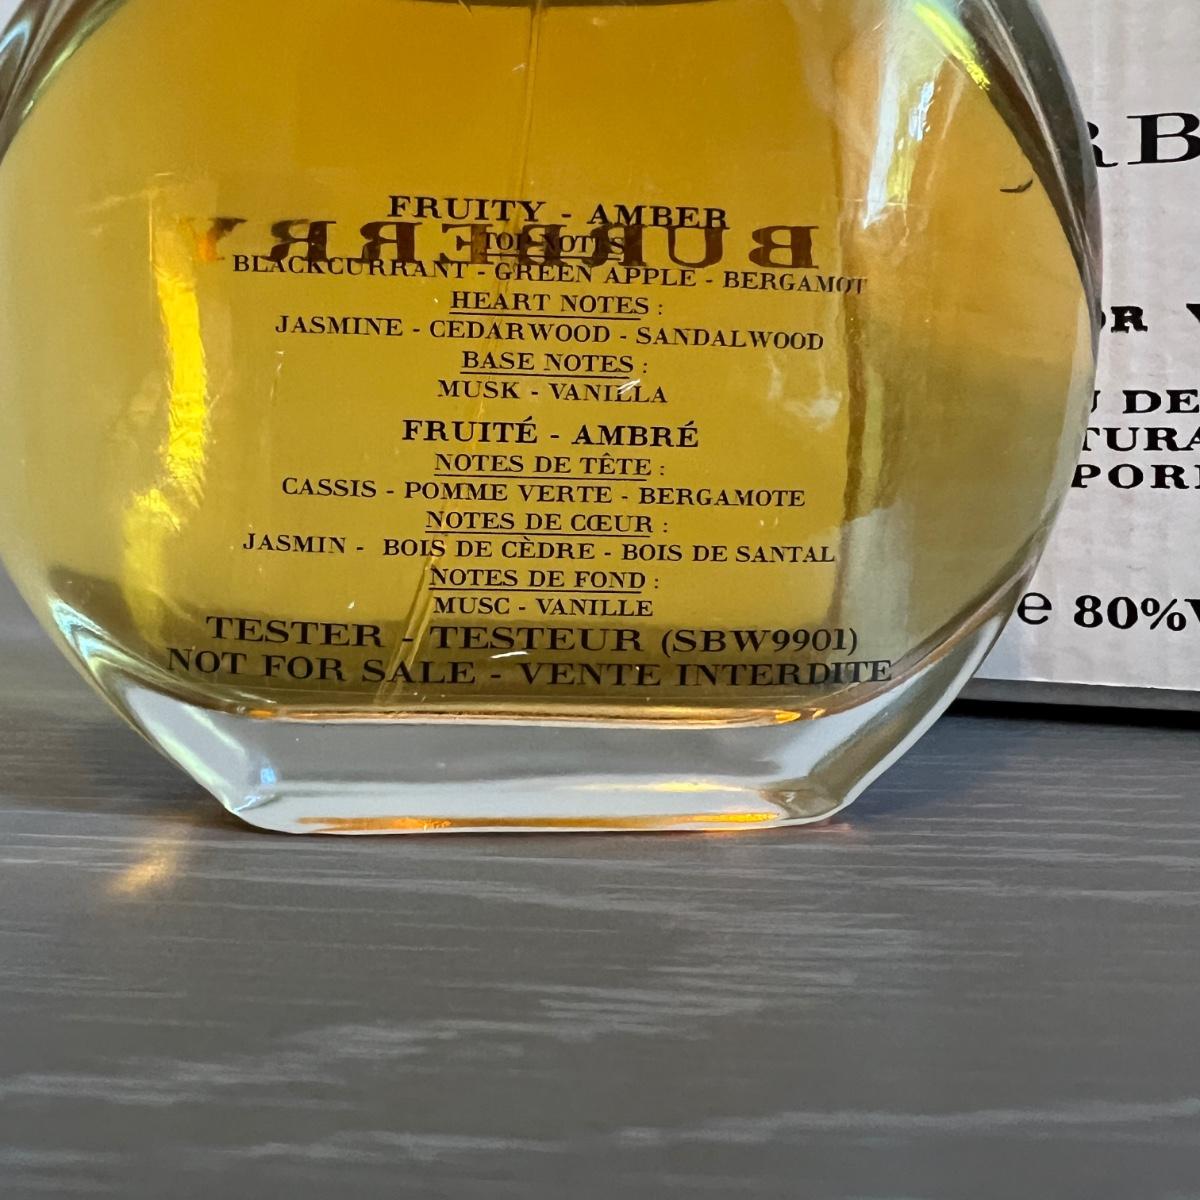 FRUITY - AMBER
BURBERRY
TOP NOTES
BLACKCURRANT - GREEN APPLE - BERGAMOT
HEART NOTES :
JASMINE - CEDARWOOD - SANDALWOOD
BASE NOTES :
MUSK - VANILLA
FRUITÉ - AMBRÉ
NOTES DE TÊTE :
CASSIS - POMME VERTE - BERGAMOTE
NOTES DE CŒUR :
JASMIN - BOIS DE CÈDRE - BOIS DE SANTAL
NOTES DE FOND :
MUSC - VANILLE
TESTER - TESTEUR (SBW9901)
NOT FOR SALE - VENTE INTERDITE
DE
e 80%